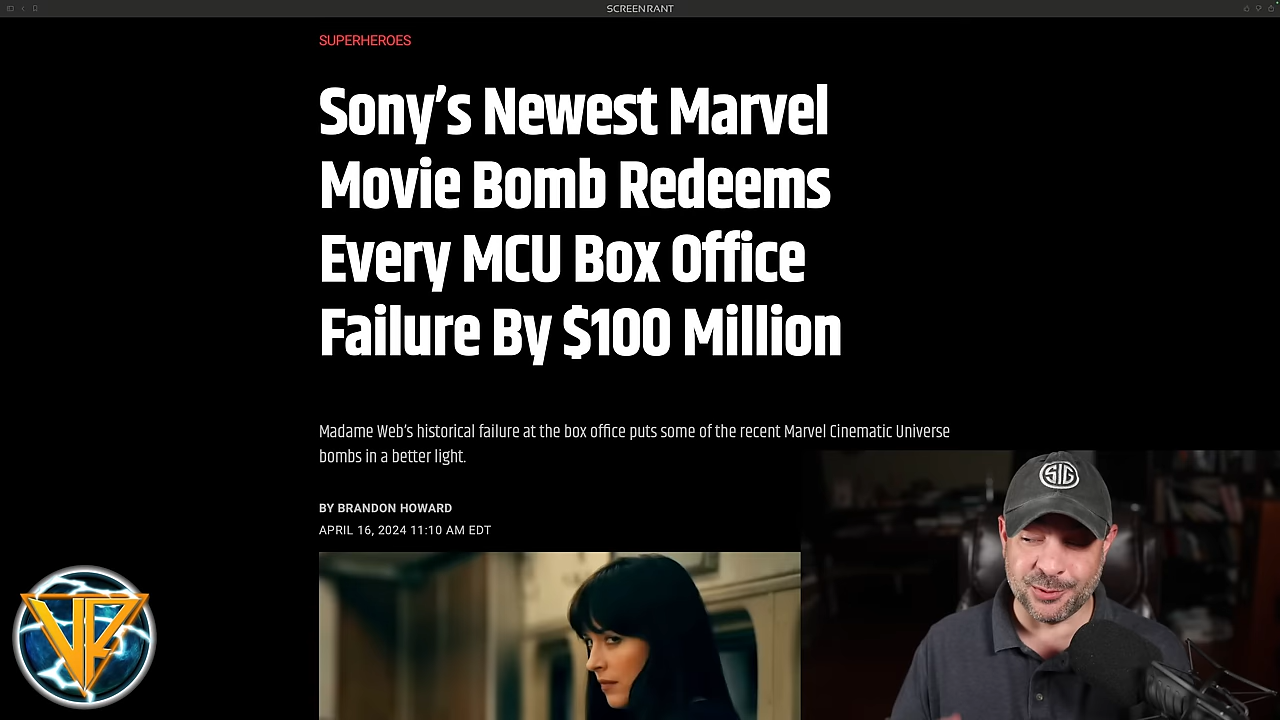 SCREENRANT
SUPERHEROES
Sony's Newest Marvel
Movie Bomb Redeems
Every MCU Box Office
Failure By $100 Million
Madame Web's historical failure at the box office puts some of the recent Marvel Cinematic Universe
bombs in a better light.
BY BRANDON HOWARD
APRIL 16, 2024 11:10 AM EDT
SIG
VR